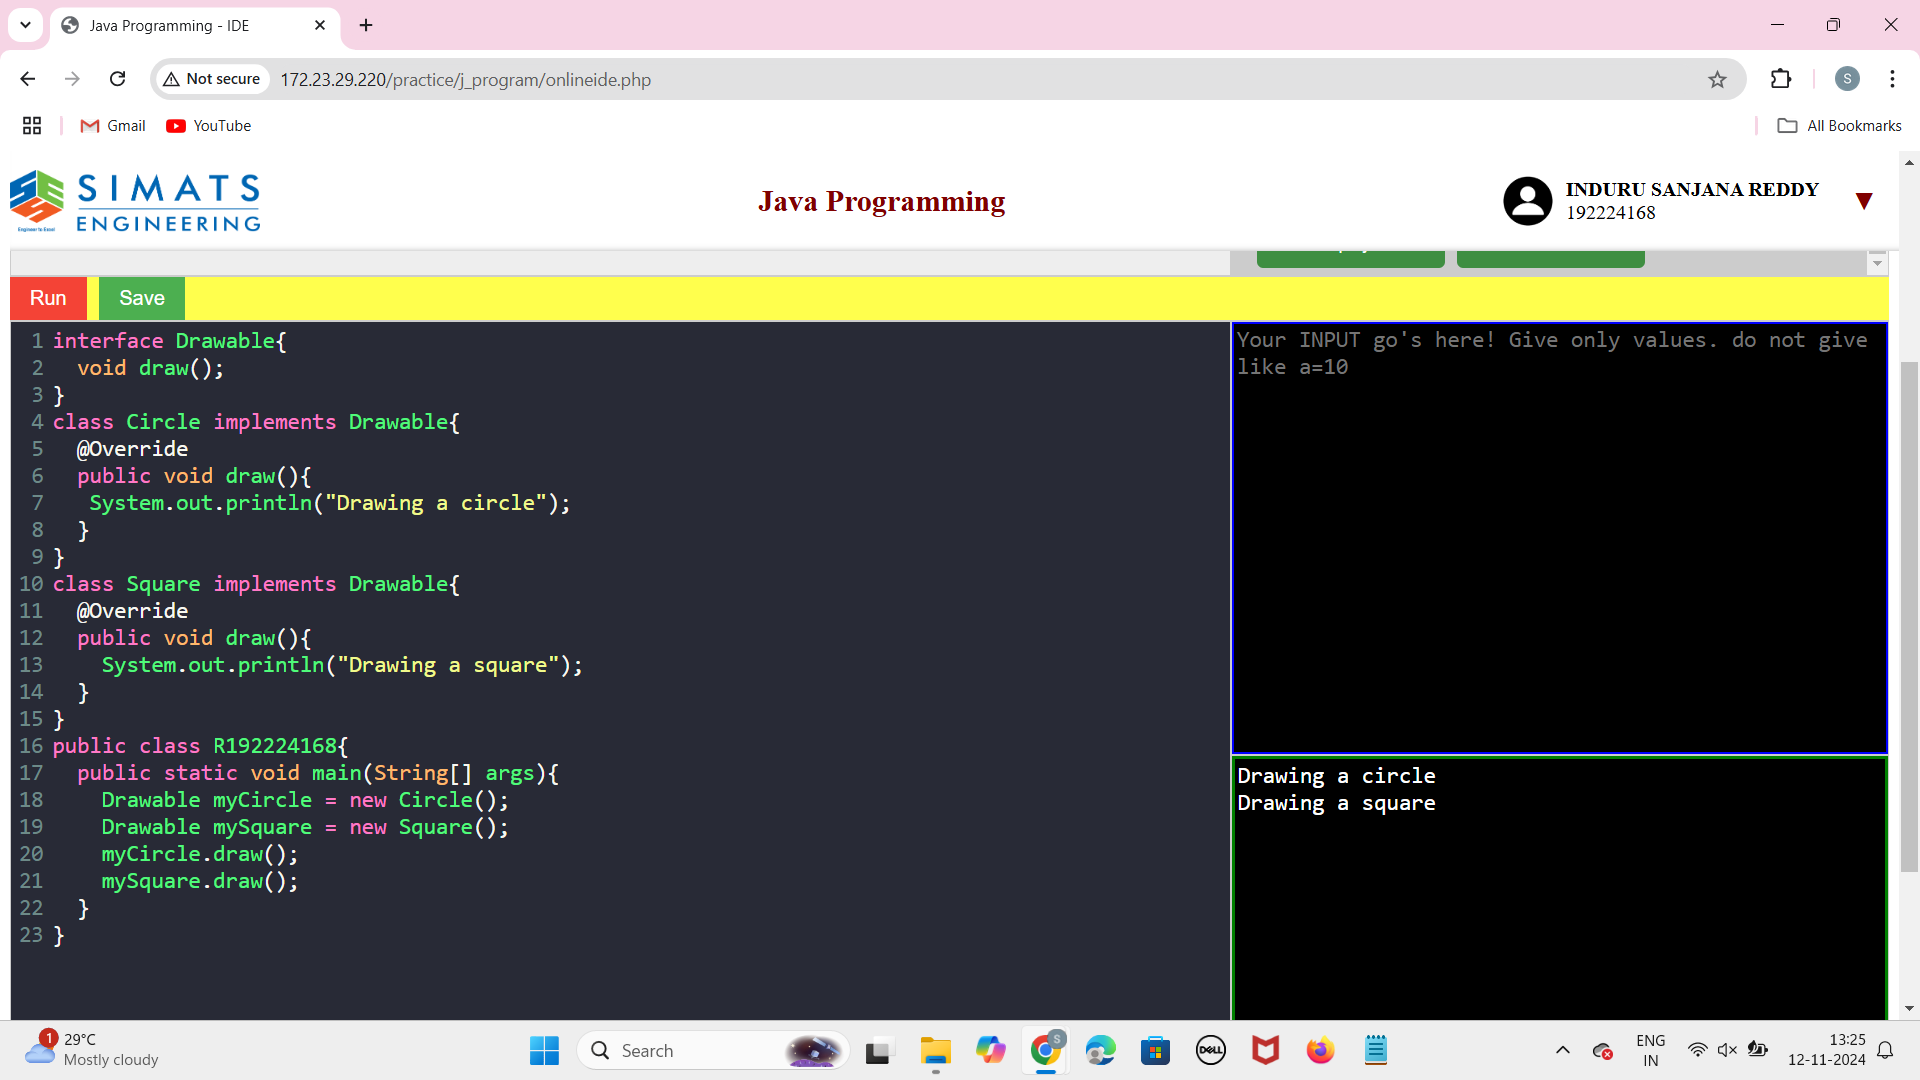 Java Programming - IDE
Not secure
172.23.29.220/practice/j_program/onlineide.php
S
Gmail
YouTube
All Bookmarks
SIMATS
ENGINEERING
Engineer to Excel
Java Programming
INDURU SANJANA REDDY
192224168
Run
Save
1 interface Drawable{
2 void draw();
3 }
4 class Circle implements Drawable{
5 @Override
6 public void draw(){
7 System.out.println("Drawing a circle");
8 }
9 }
10 class Square implements Drawable{
11 @Override
12 public void draw(){
13 System.out.println("Drawing a square");
14 }
15 }
16 public class R192224168{
17 public static void main(String[] args){
18 Drawable myCircle = new Circle();
19 Drawable mySquare = new Square();
20 myCircle.draw();
21 mySquare.draw();
22 }
23 }
Your INPUT go's here! Give only values. do not give
like a=10
Drawing a circle
Drawing a square
1
29°C
Mostly cloudy
Search
S
DELL
ENG
IN
13:25
12-11-2024